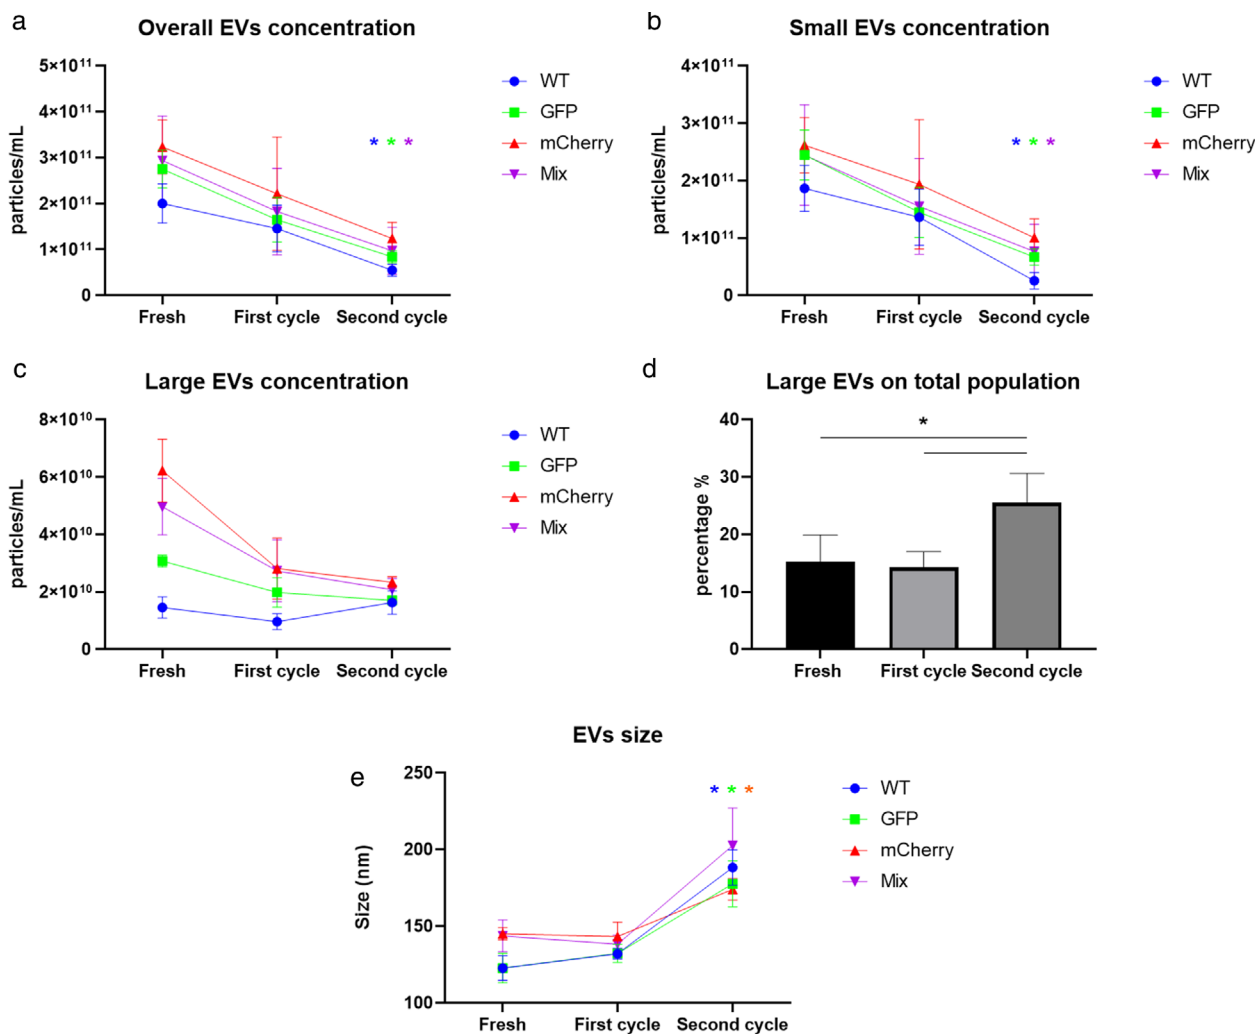 a
Overall EVs concentration
particles/mL
5×10¹¹
4×10¹¹
3×10¹¹
2×10¹¹
1×10¹¹
0
* * *
Fresh First cycle Second cycle
WT
GFP
mCherry
Mix
b
Small EVs concentration
particles/mL
4×10¹¹
3×10¹¹
2×10¹¹
1×10¹¹
0
* * *
Fresh First cycle Second cycle
WT
GFP
mCherry
Mix
c
Large EVs concentration
particles/mL
8×10¹⁰
6×10¹⁰
4×10¹⁰
2×10¹⁰
0
Fresh First cycle Second cycle
WT
GFP
mCherry
Mix
d
Large EVs on total population
percentage %
40
30
20
10
0
*
Fresh First cycle Second cycle
e
EVs size
Size (nm)
250
200
150
100
* * *
Fresh First cycle Second cycle
WT
GFP
mCherry
Mix